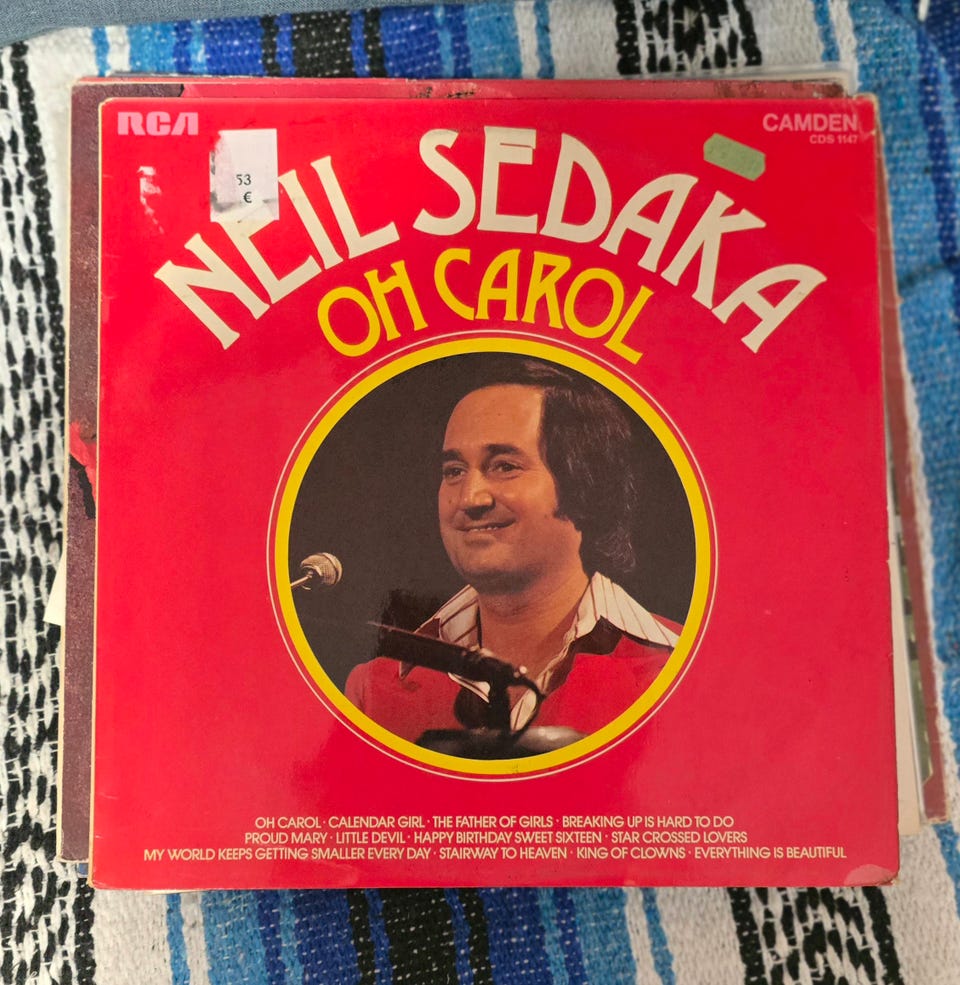 RCA
CAMDEN
CDS 1147
53
€
NEIL SEDAKA
OH CAROL
OH CAROL · CALENDAR GIRL · THE FATHER OF GIRLS · BREAKING UP IS HARD TO DO
PROUD MARY · LITTLE DEVIL · HAPPY BIRTHDAY SWEET SIXTEEN · STAR CROSSED LOVERS
MY WORLD KEEPS GETTING SMALLER EVERY DAY · STAIRWAY TO HEAVEN · KING OF CLOWNS · EVERYTHING IS BEAUTIFUL